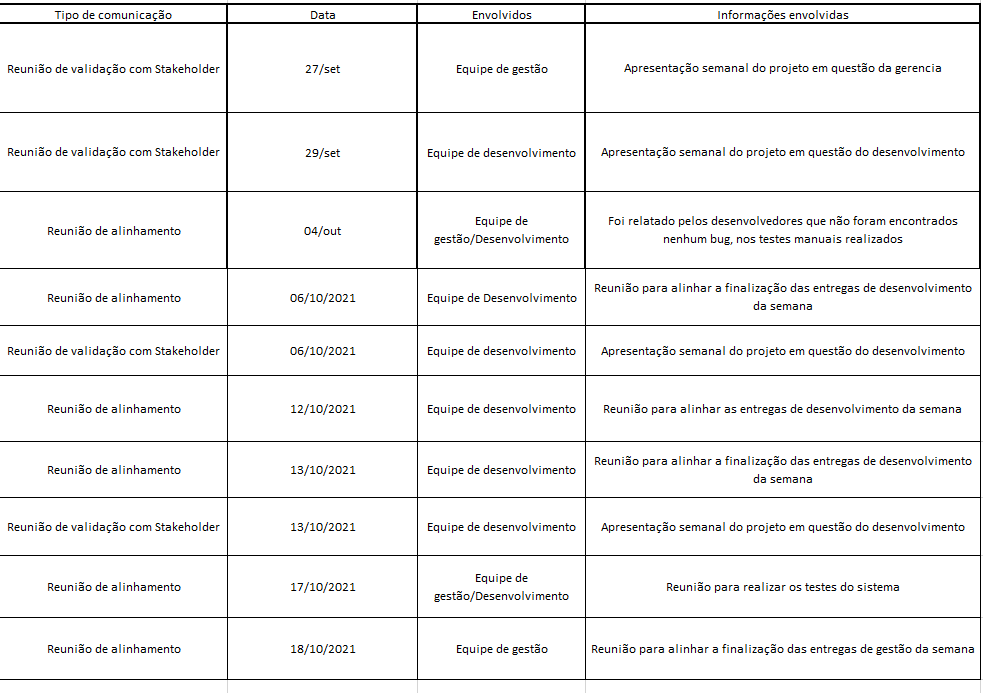 Tipo de comunicação Data Envolvidos Informações envolvidas
Reunião de validação com Stakeholder 27/set Equipe de gestão Apresentação semanal do projeto em questão da gerencia
Reunião de validação com Stakeholder 29/set Equipe de desenvolvimento Apresentação semanal do projeto em questão do desenvolvimento
Reunião de alinhamento 04/out Equipe de
gestão/Desenvolvimento Foi relatado pelos desenvolvedores que não foram encontrados
nenhum bug, nos testes manuais realizados
Reunião de alinhamento 06/10/2021 Equipe de Desenvolvimento Reunião para alinhar a finalização das entregas de desenvolvimento
da semana
Reunião de validação com Stakeholder 06/10/2021 Equipe de desenvolvimento Apresentação semanal do projeto em questão do desenvolvimento
Reunião de alinhamento 12/10/2021 Equipe de desenvolvimento Reunião para alinhar as entregas de desenvolvimento da semana
Reunião de alinhamento 13/10/2021 Equipe de desenvolvimento Reunião para alinhar a finalização das entregas de desenvolvimento
da semana
Reunião de validação com Stakeholder 13/10/2021 Equipe de desenvolvimento Apresentação semanal do projeto em questão do desenvolvimento
Reunião de alinhamento 17/10/2021 Equipe de
gestão/Desenvolvimento Reunião para realizar os testes do sistema
Reunião de alinhamento 18/10/2021 Equipe de gestão Reunião para alinhar a finalização das entregas de gestão da semana